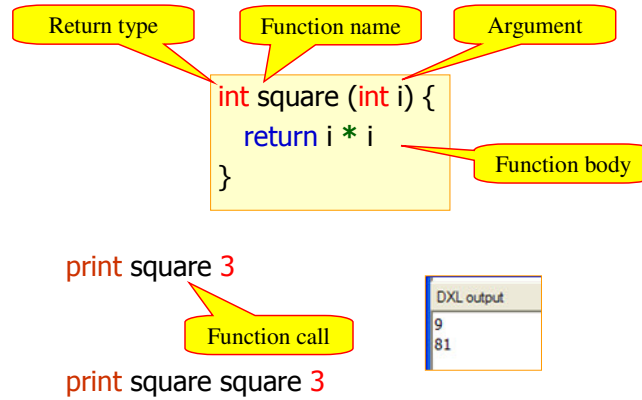 Return type
Function name
Argument
int square (int i) {
return i * i
}
Function body
print square 3
Function call
DXL output
9
81
print square square 3